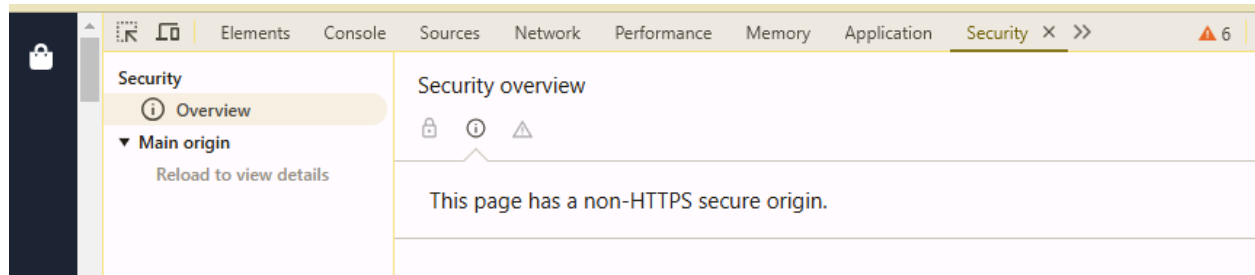 Elements Console Sources Network Performance Memory Application Security 6
Security
Overview
Main origin
Reload to view details
Security overview
This page has a non-HTTPS secure origin.